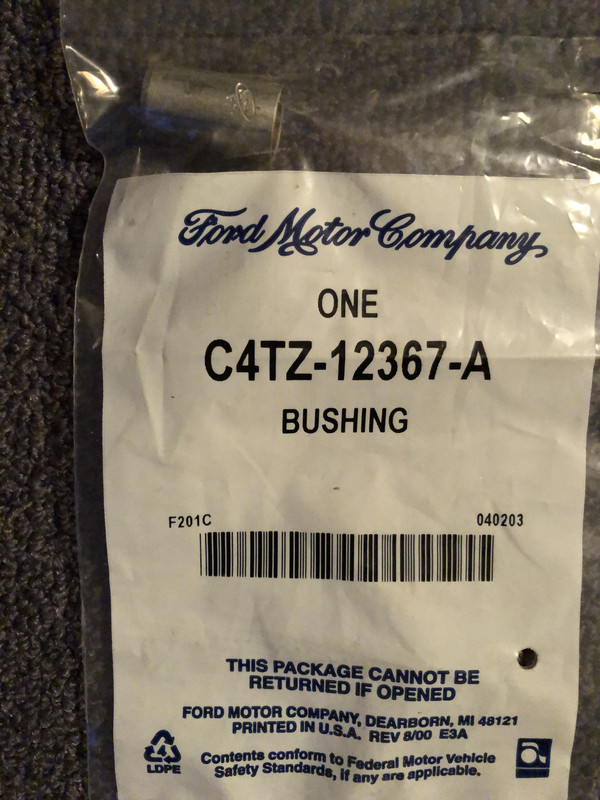 Ford Motor Company
ONE
C4TZ-12367-A
BUSHING
F201C 040203
THIS PACKAGE CANNOT BE
RETURNED IF OPENED
FORD MOTOR COMPANY, DEARBORN, MI 48121
PRINTED IN U.S.A. REV 8/00 E3A
4
LDPE
Contents conform to Federal Motor Vehicle
Safety Standards, if any are applicable.